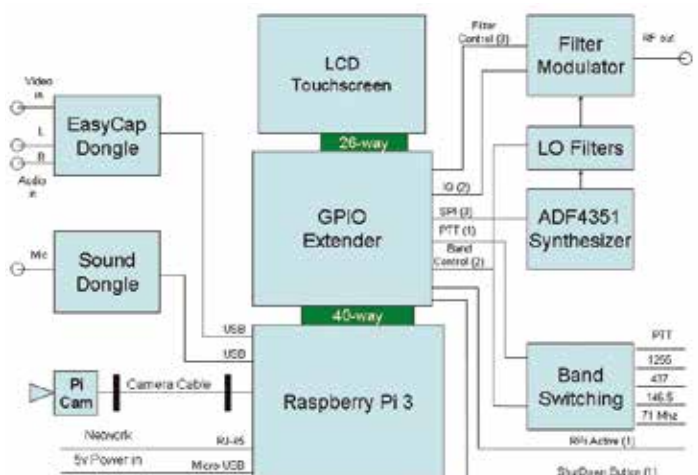 LCD
Touchscreen
Filter
Control (3)
Filter
Modulator
RF out
Video
in
EasyCap
Dongle
L
R
Audio
in
26-way
LO Filters
IQ (2)
GPIO
Extender
SPI (3)
ADF4351
Synthesizer
PTT (1)
Band
Control (2)
Mic
Sound
Dongle
40-way
USB
USB
PTT
1255
437
146.5
71 Mhz
Band
Switching
Pi
Cam
Camera Cable
Raspberry Pi 3
Network
RJ-45
RPi Active (1)
5v Power in
Micro USB
ShutDown Button (1)